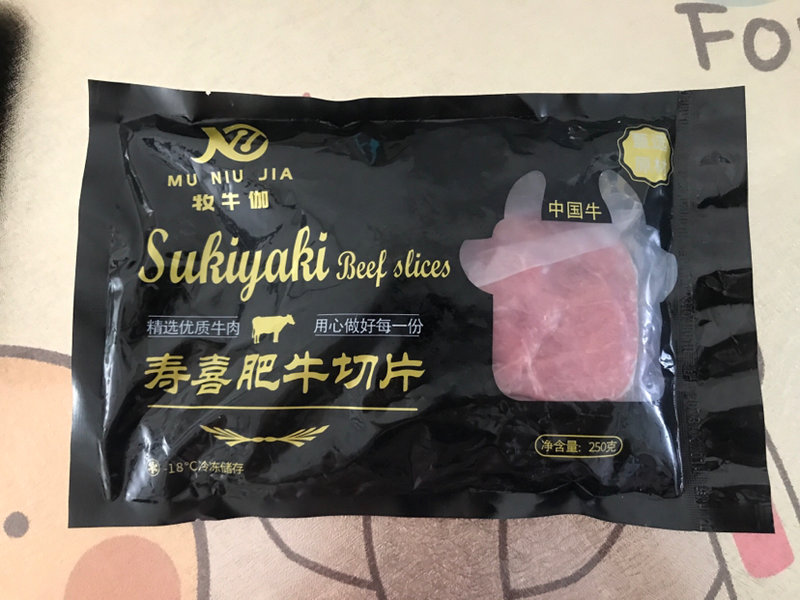 For
MU NIU JIA
牧牛伽
中国牛
Sukiyaki Beef slices
精选优质牛肉
用心做好每一份
寿喜肥牛切片
净含量: 250克
-18℃冷冻储存